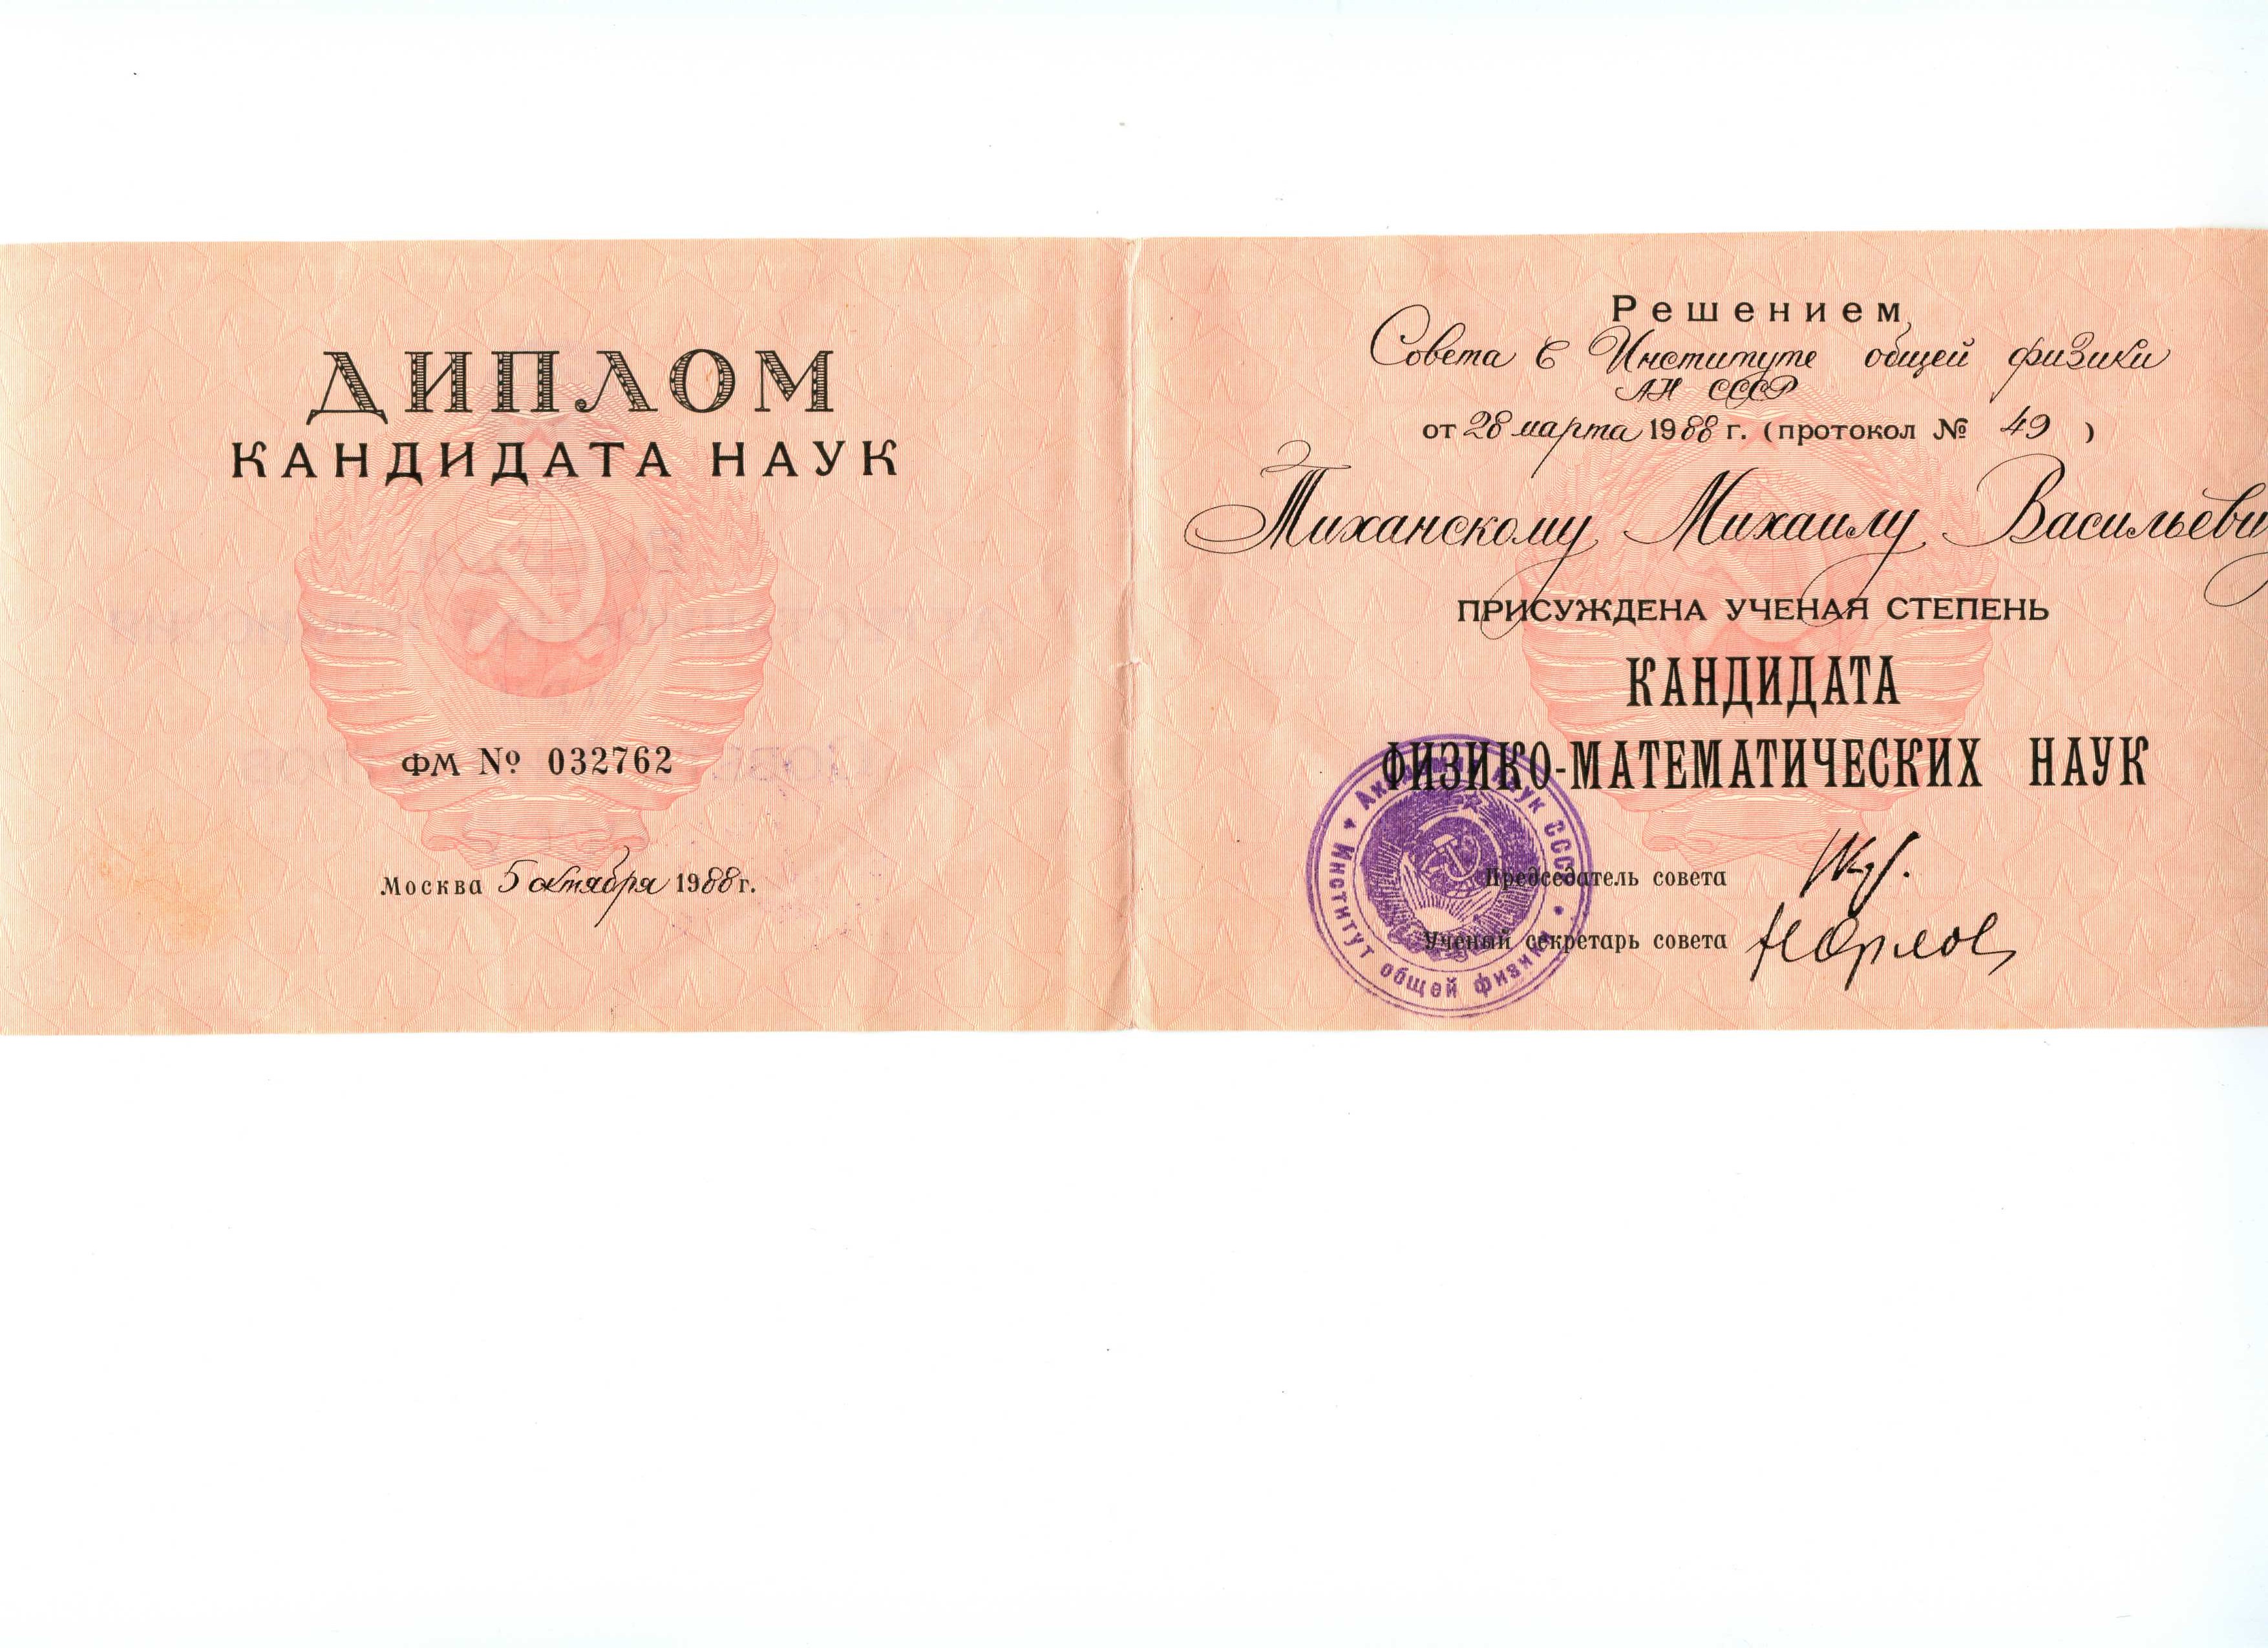 ДИПЛОМ
КАНДИДАТА НАУК
ФМ № 032762
Москва 5 октября 1988 г.
Решением
Совета в Институте общей физики
АН СССР
от 28 марта 1988 г. (протокол № 49 )
Тиханскому Михаилу Васильеви
ПРИСУЖДЕНА УЧЕНАЯ СТЕПЕНЬ
КАНДИДАТА
ФИЗИКО-МАТЕМАТИЧЕСКИХ НАУК
Председатель совета
Ученый секретарь совета Н Орлов
Академия наук СССР
Институт общей физики